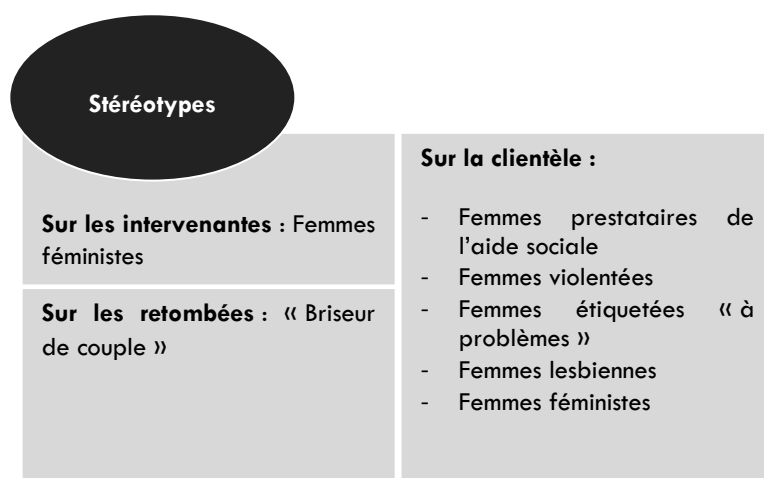 Stéréotypes
Sur les intervenantes : Femmes
féministes
Sur les retombées : « Briseur
de couple »
Sur la clientèle :
- Femmes prestataires de
l'aide sociale
- Femmes violentées
- Femmes étiquetées « à
problèmes »
- Femmes lesbiennes
- Femmes féministes